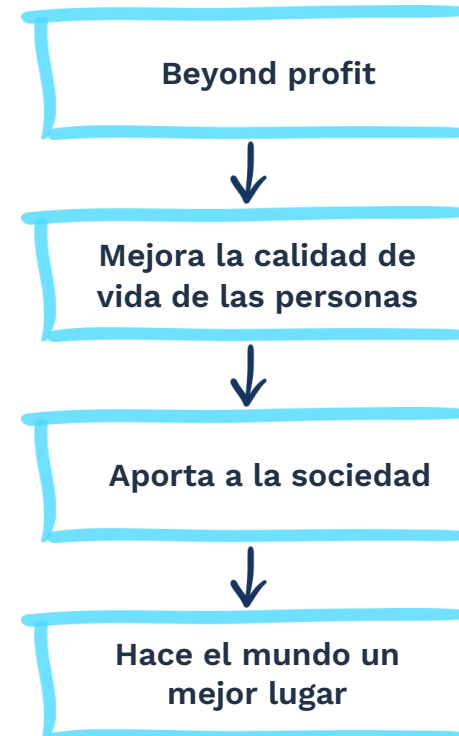 Beyond profit
Mejora la calidad de
vida de las personas
Aporta a la sociedad
Hace el mundo un
mejor lugar